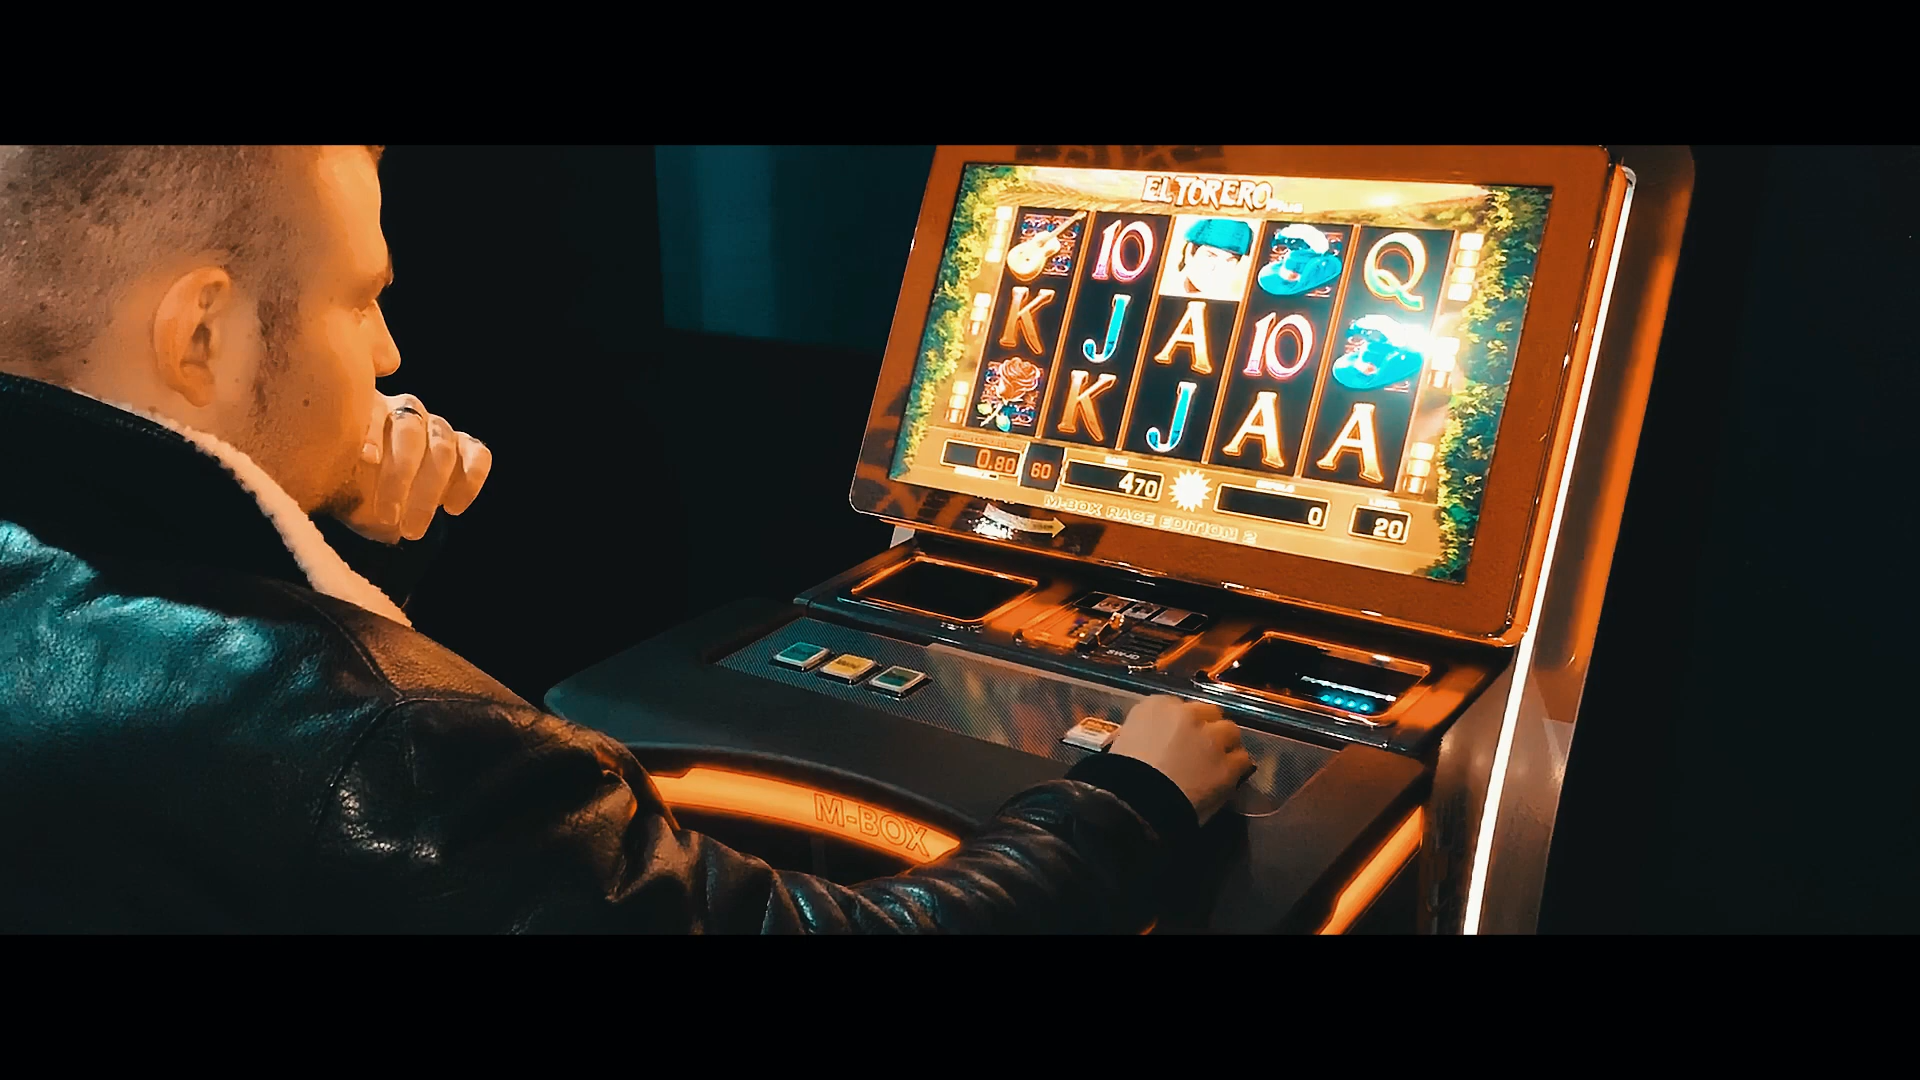 EL TORERO
10
Q
K
J
A
10
K
J
A
A
0.80
60
470
0
20
M-BOX RACE EDITION 2
M-BOX